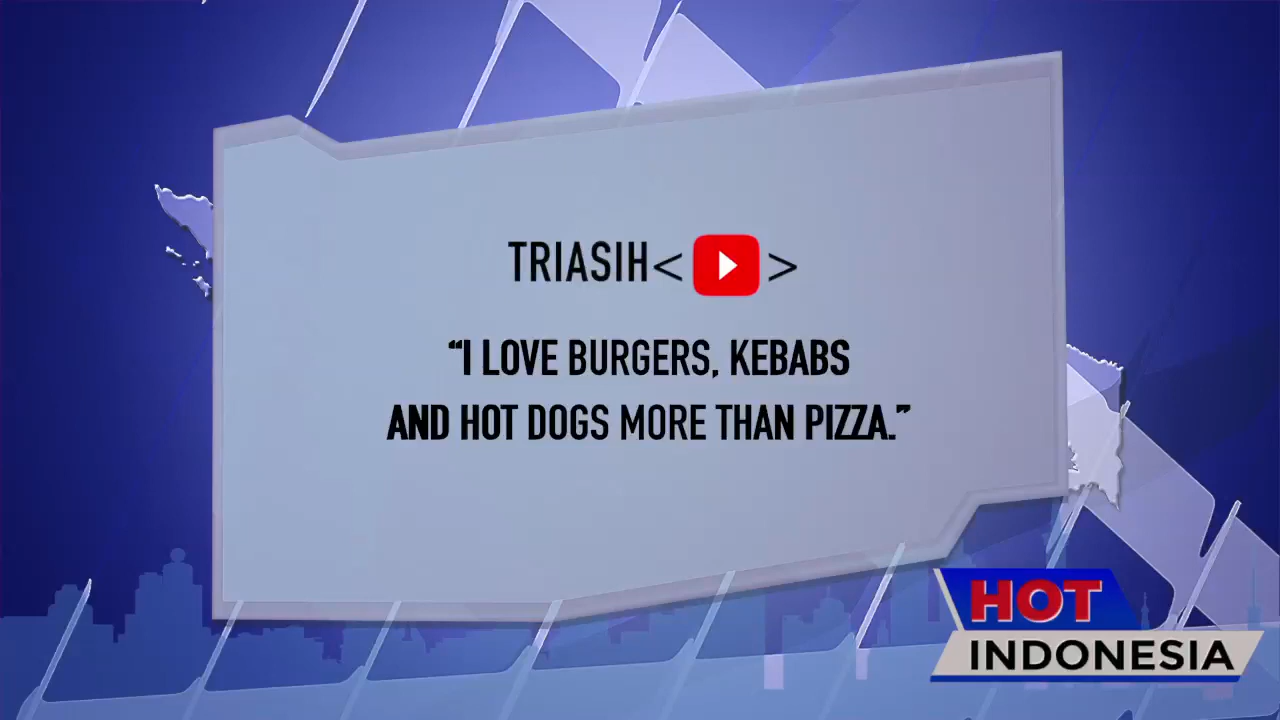 TRIASIH< >
“I LOVE BURGERS, KEBABS
AND HOT DOGS MORE THAN PIZZA.”
HOT
INDONESIA